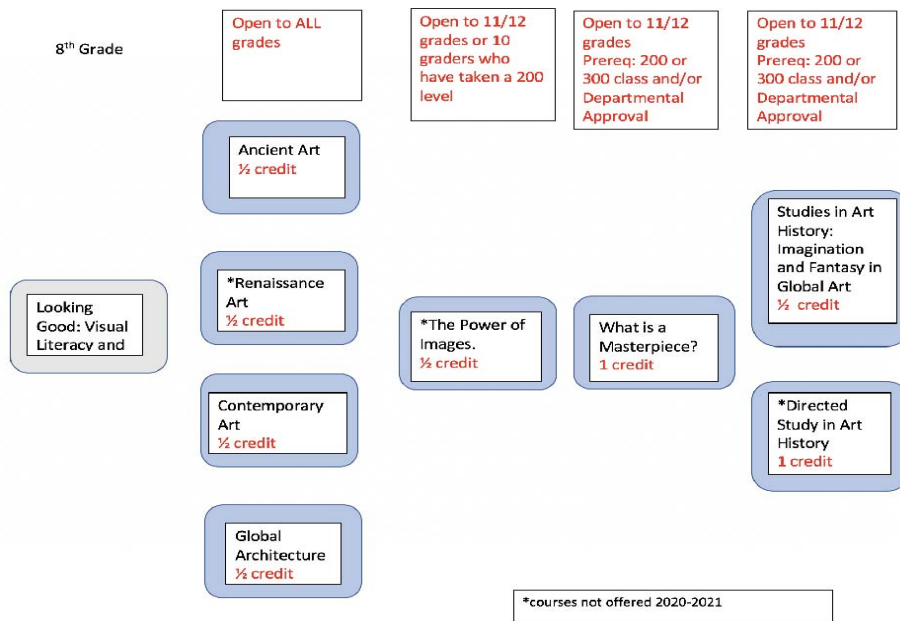 8th Grade
Open to ALL
grades
Open to 11/12
grades or 10
graders who
have taken a 200
level
Open to 11/12
grades
Prereq: 200 or
300 class and/or
Departmental
Approval
Open to 11/12
grades
Prereq: 200 or
300 class and/or
Departmental
Approval
Looking
Good: Visual
Literacy and
Ancient Art
½ credit
*Renaissance
Art
½ credit
Contemporary
Art
½ credit
Global
Architecture
½ credit
*The Power of
Images.
½ credit
What is a
Masterpiece?
1 credit
Studies in Art
History:
Imagination
and Fantasy in
Global Art
½ credit
*Directed
Study in Art
History
1 credit
*courses not offered 2020-2021